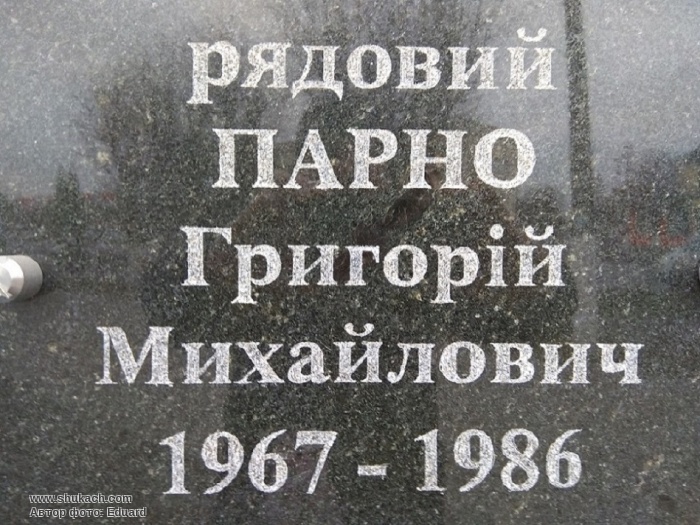 рядовий
ПАРНО
Григорій
Михайлович
1967 - 1986
www.shukach.com
Автор фото: Eduard